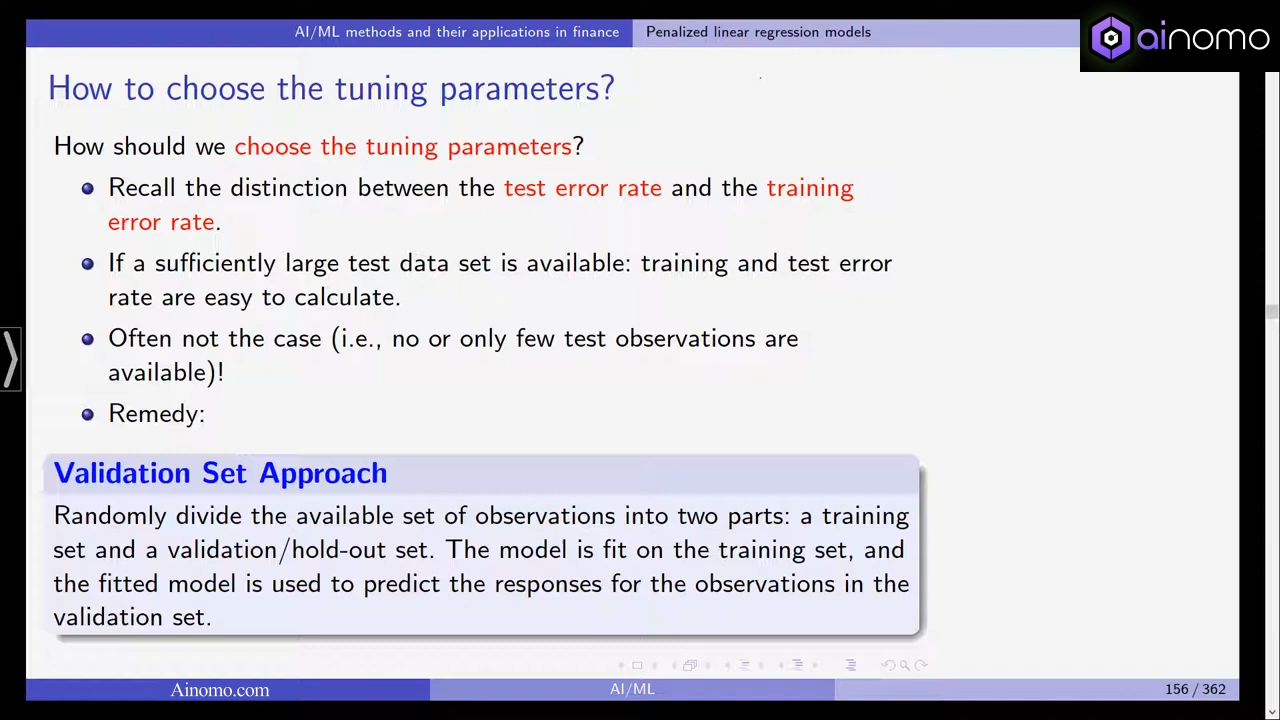 AI/ML methods and their applications in finance Penalized linear regression models
ainomo
How to choose the tuning parameters?
How should we choose the tuning parameters?
Recall the distinction between the test error rate and the training
error rate.
If a sufficiently large test data set is available: training and test error
rate are easy to calculate.
Often not the case (i.e., no or only few test observations are
available)!
Remedy:
Validation Set Approach
Randomly divide the available set of observations into two parts: a training
set and a validation/hold-out set. The model is fit on the training set, and
the fitted model is used to predict the responses for the observations in the
validation set.
Ainomo.com AI/ML 156 / 362